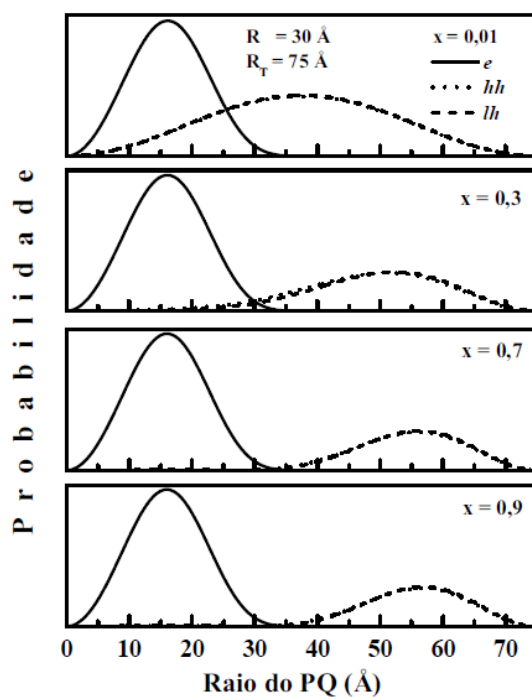 R = 30 Å
R_T = 75 Å
x = 0,01
e
hh
lh
x = 0,3
x = 0,7
x = 0,9
Probabilidade
0 10 20 30 40 50 60 70
Raio do PQ (Å)